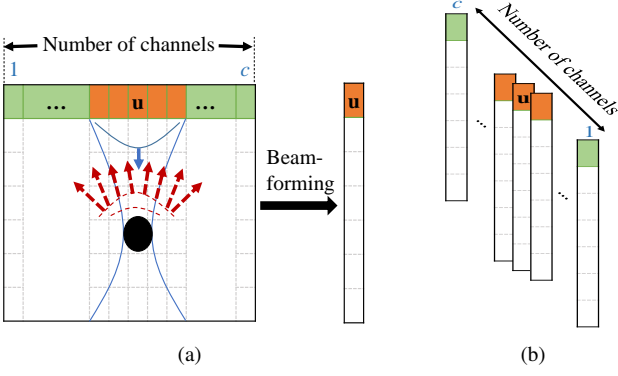 Number of channels
1
c
...
u
...
Beam-
forming
u
(a)
c
Number of channels
u
1
...
...
(b)